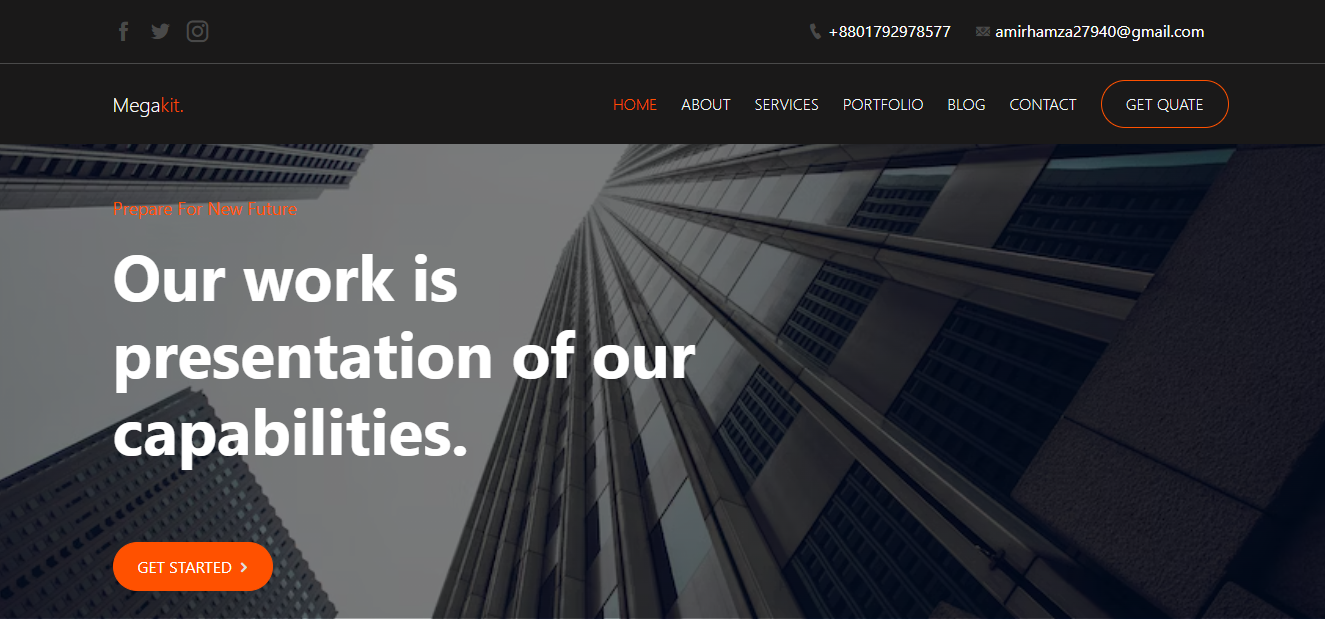 +8801792978577 amirhamza27940@gmail.com
Megakit. HOME ABOUT SERVICES PORTFOLIO BLOG CONTACT GET QUATE
Prepare For New Future
Our work is
presentation of our
capabilities.
GET STARTED